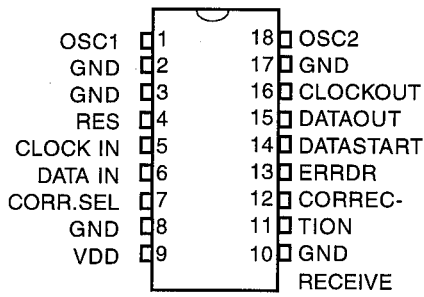 OSC1 1 18 OSC2
GND 2 17 GND
GND 3 16 CLOCKOUT
RES 4 15 DATAOUT
CLOCK IN 5 14 DATASTART
DATA IN 6 13 ERRDR
CORR.SEL 7 12 CORREC-
GND 8 11 TION
VDD 9 10 GND
RECEIVE